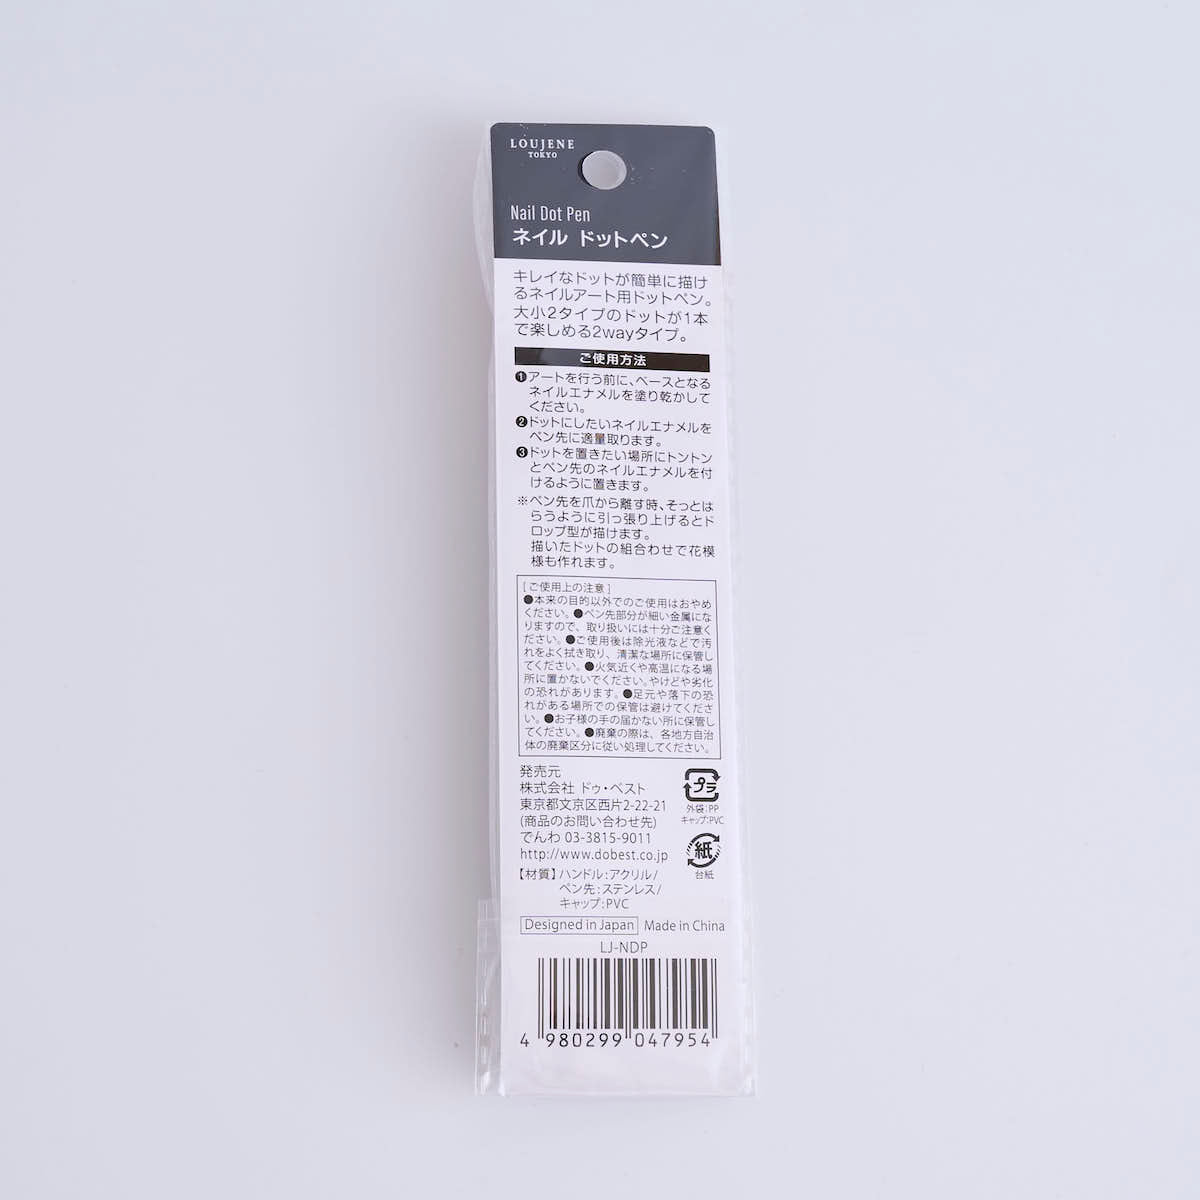 LOUJENE
TOKYO
Nail Dot Pen
ネイル ドットペン
キレイなドットが簡単に描け
るネイルアート用ドットペン。
大小2タイプのドットが1本
で楽しめる2wayタイプ。
ご使用方法
❶アートを行う前に、ベースとなる
ネイルエナメルを塗り乾かして
ください。
❷ドットにしたいネイルエナメルを
ペン先に適量取ります。
❸ドットを置きたい場所にトントン
とペン先のネイルエナメルを付
けるように置きます。
※ペン先を爪から離す時、そっとは
らうように引っ張り上げるとド
ロップ型が描けます。
描いたドットの組合わせで花模
様も作れます。
[ご使用上の注意]
●本来の目的以外でのご使用はおやめ
ください。●ペン先部分が細い金属にな
りますので、取り扱いには十分ご注意く
ださい。●ご使用後は除光液などで汚
れをよく拭き取り、清潔な場所に保管し
てください。●火気近くや高温になる場
所に置かないでください。やけどや劣化
の恐れがあります。●足元や落下の恐
れがある場所での保管は避けてくださ
い。●お子様の手の届かない所に保管し
てください。●廃棄の際は、各地方自治
体の廃棄区分に従い処理してください。
発売元
株式会社 ドゥ・ベスト
東京都文京区西片2-22-21
(商品のお問い合わせ先)
でんわ 03-3815-9011
http://www.dobest.co.jp
プラ
外袋:PP
キャップ:PVC
紙
台紙
【材質】ハンドル:アクリル/
ペン先:ステンレス/
キャップ:PVC
Designed in Japan Made in China
LJ-NDP
4 980299 047954